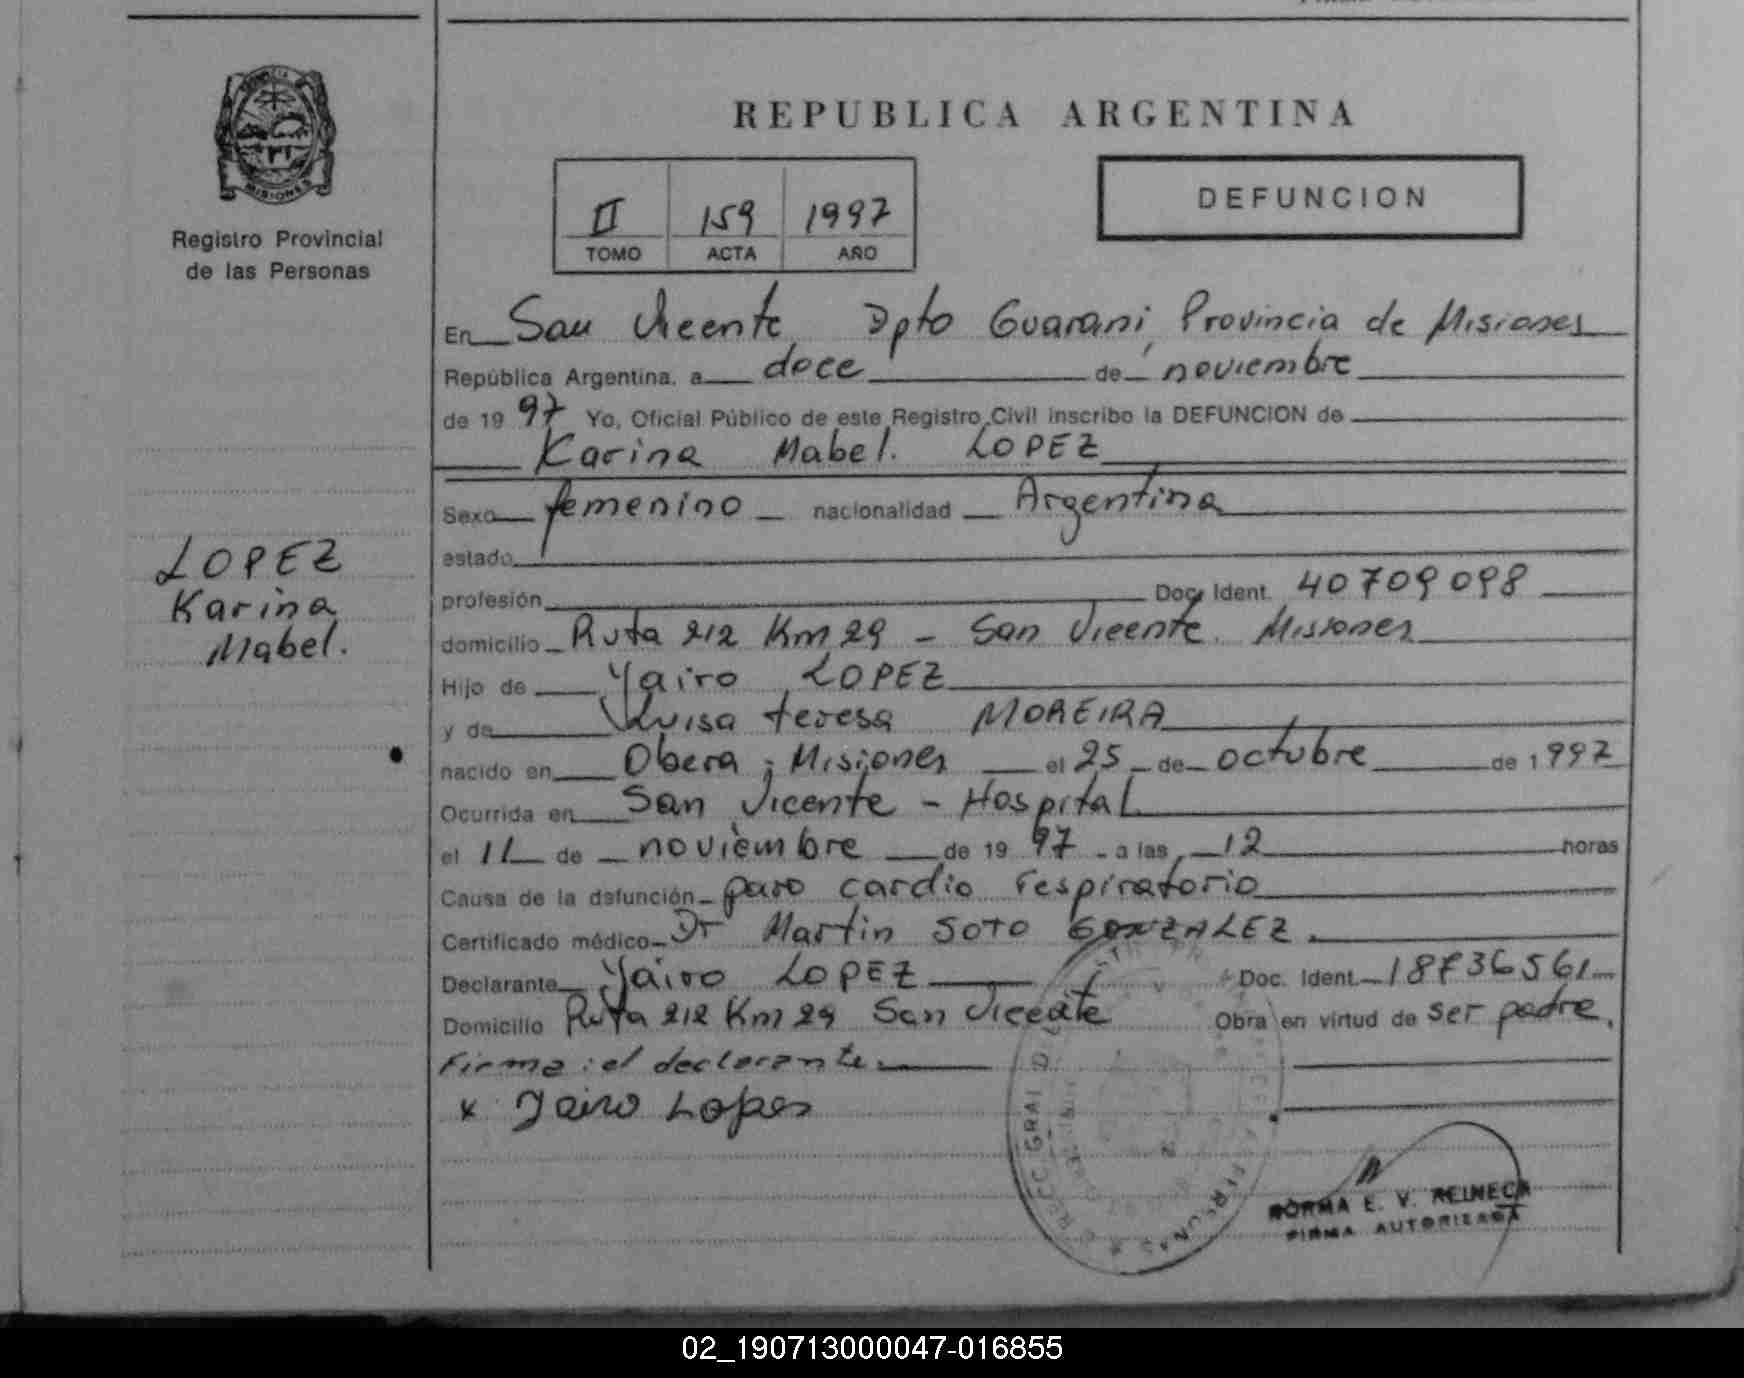 PROVINCIA DE
MISIONES
Registro Provincial
de las Personas
LOPEZ
Karina
Mabel.
REPUBLICA ARGENTINA
II 159 1997
TOMO ACTA AÑO
DEFUNCION
En San Vicente Dpto Guarani, Provincia de Misiones
República Argentina, a doce de noviembre
de 19 97 Yo, Oficial Público de este Registro Civil inscribo la DEFUNCION de
Karina Mabel. LOPEZ
Sexo femenino nacionalidad Argentina
estado
profesión Doc. Ident. 40709098
domicilio Ruta 212 Km 29 - San Vicente. Misiones
Hijo de Yairo LOPEZ
y de Luisa teresa MOREIRA
nacido en Obera, Misiones el 25 de octubre de 1997
Ocurrida en San Vicente - Hospital
el 11 de noviembre de 19 97 - a las 12 horas
Causa de la defunción paro cardio respiratorio
Certificado médico Dr Martin SOTO GONZALEZ.
Declarante Yairo LOPEZ Doc. Ident. 18736561
Domicilio Ruta 212 Km 29 San Vicente Obra en virtud de ser padre.
Firma: el declarante
x Jairo Lopes
NORMA E. V. REINECK
FIRMA AUTORIZADA
02_190713000047-016855